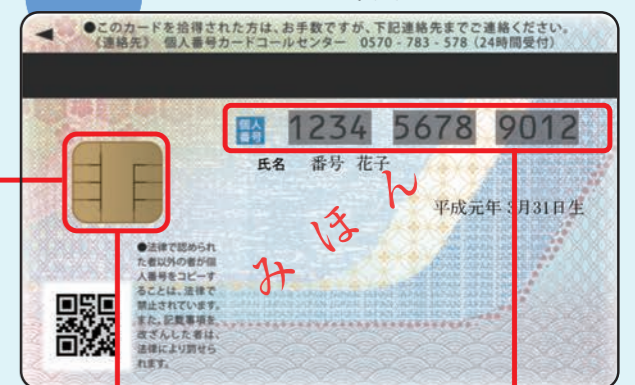 ●このカードを拾得された方は、お手数ですが、下記連絡先までご連絡ください。
《連絡先》 個人番号カードコールセンター 0570-783-578（24時間受付）
個人番号 1234 5678 9012
氏名 番号 花子
平成元年 3月31日生
みほん
●法律で認められ
た者以外の者が個
人番号をコピーす
ることは、法律で
禁止されています。
また、記載事項を
改ざんした者は、
法律により罰せら
れます。